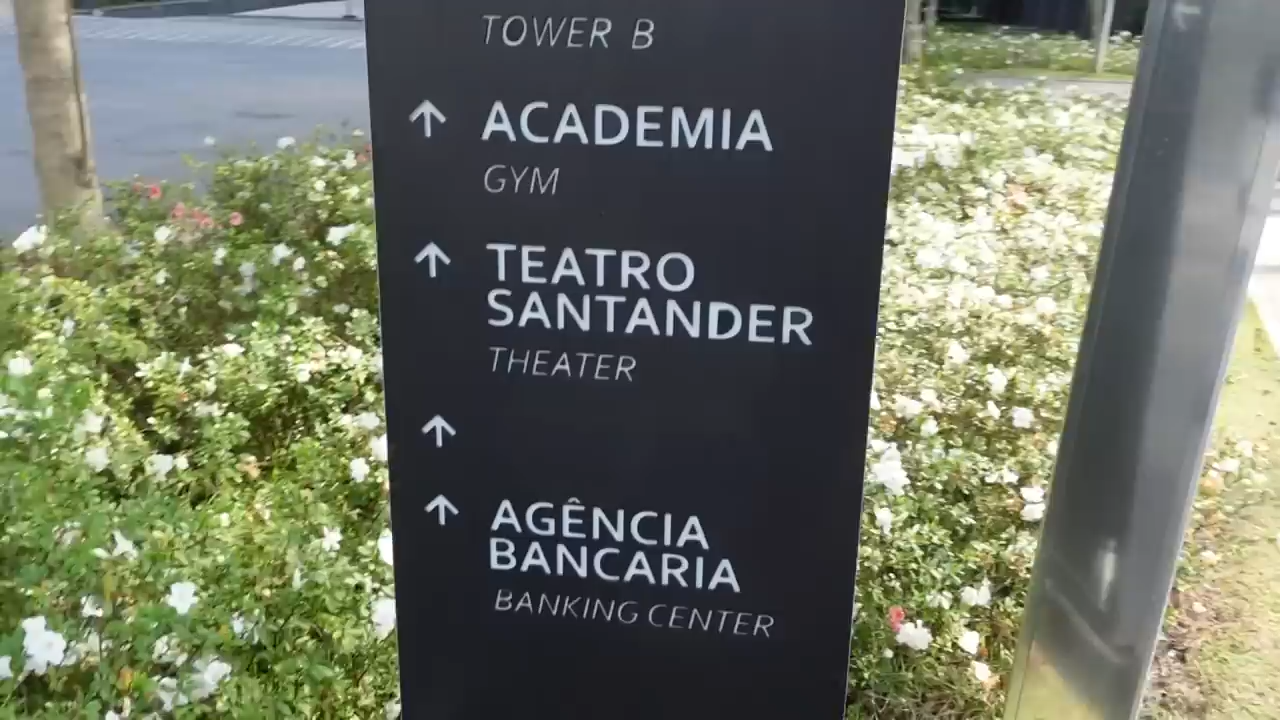 TOWER B
ACADEMIA
GYM
TEATRO
SANTANDER
THEATER
AGÊNCIA
BANCARIA
BANKING CENTER